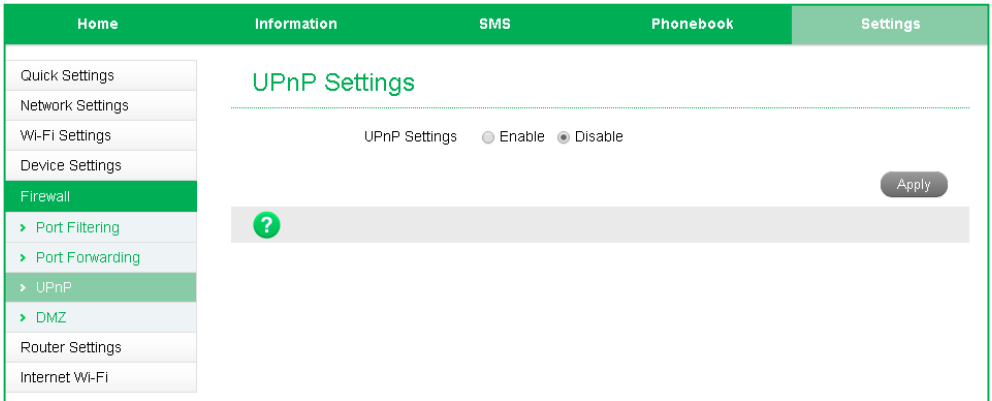 Home Information SMS Phonebook Settings
Quick Settings
Network Settings
Wi-Fi Settings
Device Settings
Firewall
Port Filtering
Port Forwarding
UPnP
DMZ
Router Settings
Internet Wi-Fi
UPnP Settings
UPnP Settings Enable Disable
Apply
?